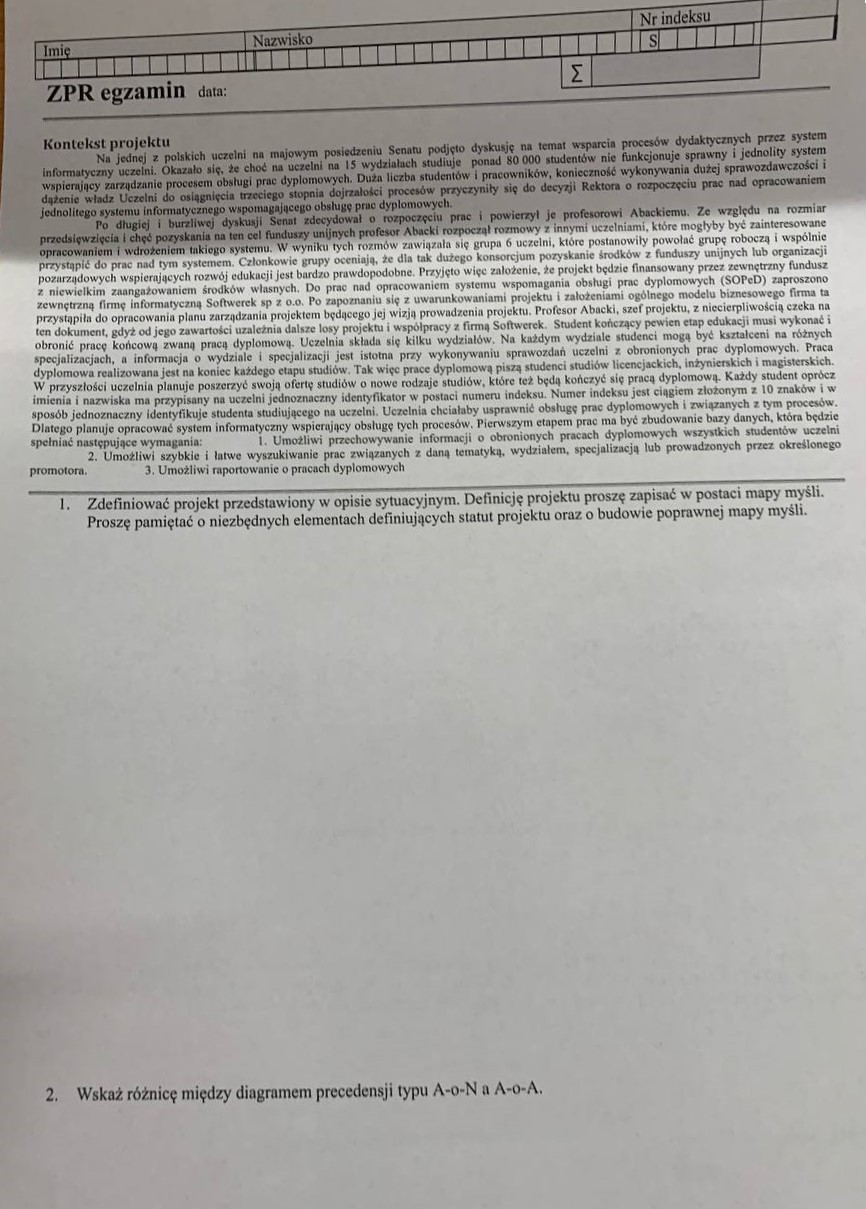 Imię Nazwisko Nr indeksu
S
Σ
ZPR egzamin data:
Kontekst projektu
Na jednej z polskich uczelni na majowym posiedzeniu Senatu podjęto dyskusję na temat wsparcia procesów dydaktycznych przez system
informatyczny uczelni. Okazało się, że choć na uczelni na 15 wydziałach studiuje ponad 80 000 studentów nie funkcjonuje sprawny i jednolity system
wspierający zarządzanie procesem obsługi prac dyplomowych. Duża liczba studentów i pracowników, konieczność wykonywania dużej sprawozdawczości i
dążenie władz Uczelni do osiągnięcia trzeciego stopnia dojrzałości procesów przyczyniły się do decyzji Rektora o rozpoczęciu prac nad opracowaniem
jednolitego systemu informatycznego wspomagającego obsługę prac dyplomowych.
Po długiej i burzliwej dyskusji Senat zdecydował o rozpoczęciu prac i powierzył je profesorowi Abackiemu. Ze względu na rozmiar
przedsięwzięcia i chęć pozyskania na ten cel funduszy unijnych profesor Abacki rozpoczął rozmowy z innymi uczelniami, które mogłyby być zainteresowane
opracowaniem i wdrożeniem takiego systemu. W wyniku tych rozmów zawiązała się grupa 6 uczelni, które postanowiły powołać grupę roboczą i wspólnie
przystąpić do prac nad tym systemem. Członkowie grupy oceniają, że dla tak dużego konsorcjum pozyskanie środków z funduszy unijnych lub organizacji
pozarządowych wspierających rozwój edukacji jest bardzo prawdopodobne. Przyjęto więc założenie, że projekt będzie finansowany przez zewnętrzny fundusz
z niewielkim zaangażowaniem środków własnych. Do prac nad opracowaniem systemu wspomagania obsługi prac dyplomowych (SOPeD) zaproszono
zewnętrzną firmę informatyczną Softwerek sp z o.o. Po zapoznaniu się z uwarunkowaniami projektu i założeniami ogólnego modelu biznesowego firma ta
przystąpiła do opracowania planu zarządzania projektem będącego jej wizją prowadzenia projektu. Profesor Abacki, szef projektu, z niecierpliwością czeka na
ten dokument, gdyż od jego zawartości uzależnia dalsze losy projektu i współpracy z firmą Softwerek. Student kończący pewien etap edukacji musi wykonać i
obronić pracę końcową zwaną pracą dyplomową. Uczelnia składa się kilku wydziałów. Na każdym wydziale studenci mogą być kształceni na różnych
specjalizacjach, a informacja o wydziale i specjalizacji jest istotna przy wykonywaniu sprawozdań uczelni z obronionych prac dyplomowych. Praca
dyplomowa realizowana jest na koniec każdego etapu studiów. Tak więc prace dyplomową piszą studenci studiów licencjackich, inżynierskich i magisterskich.
W przyszłości uczelnia planuje poszerzyć swoją ofertę studiów o nowe rodzaje studiów, które też będą kończyć się pracą dyplomową. Każdy student oprócz
imienia i nazwiska ma przypisany na uczelni jednoznaczny identyfikator w postaci numeru indeksu. Numer indeksu jest ciągiem złożonym z 10 znaków i w
sposób jednoznaczny identyfikuje studenta studiującego na uczelni. Uczelnia chciałaby usprawnić obsługę prac dyplomowych i związanych z tym procesów.
Dlatego planuje opracować system informatyczny wspierający obsługę tych procesów. Pierwszym etapem prac ma być zbudowanie bazy danych, która będzie
spełniać następujące wymagania: 1. Umożliwi przechowywanie informacji o obronionych pracach dyplomowych wszystkich studentów uczelni
2. Umożliwi szybkie i łatwe wyszukiwanie prac związanych z daną tematyką, wydziałem, specjalizacją lub prowadzonych przez określonego
promotora. 3. Umożliwi raportowanie o pracach dyplomowych
1. Zdefiniować projekt przedstawiony w opisie sytuacyjnym. Definicję projektu proszę zapisać w postaci mapy myśli.
Proszę pamiętać o niezbędnych elementach definiujących statut projektu oraz o budowie poprawnej mapy myśli.
2. Wskaż różnicę między diagramem precedensji typu A-o-N a A-o-A.